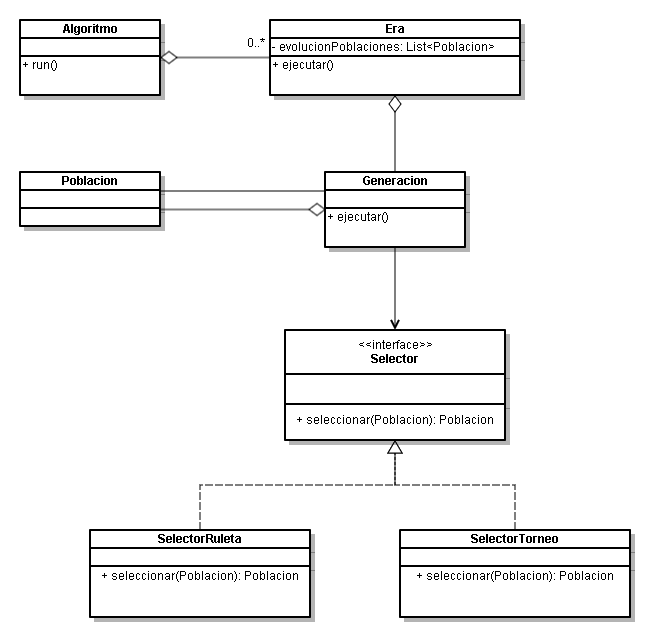 Algoritmo
+ run()
0..*
Era
- evolucionPoblaciones: List<Poblacion>
+ ejecutar()
Poblacion
Generacion
+ ejecutar()
<<interface>>
Selector
+ seleccionar(Poblacion): Poblacion
SelectorRuleta
+ seleccionar(Poblacion): Poblacion
SelectorTorneo
+ seleccionar(Poblacion): Poblacion